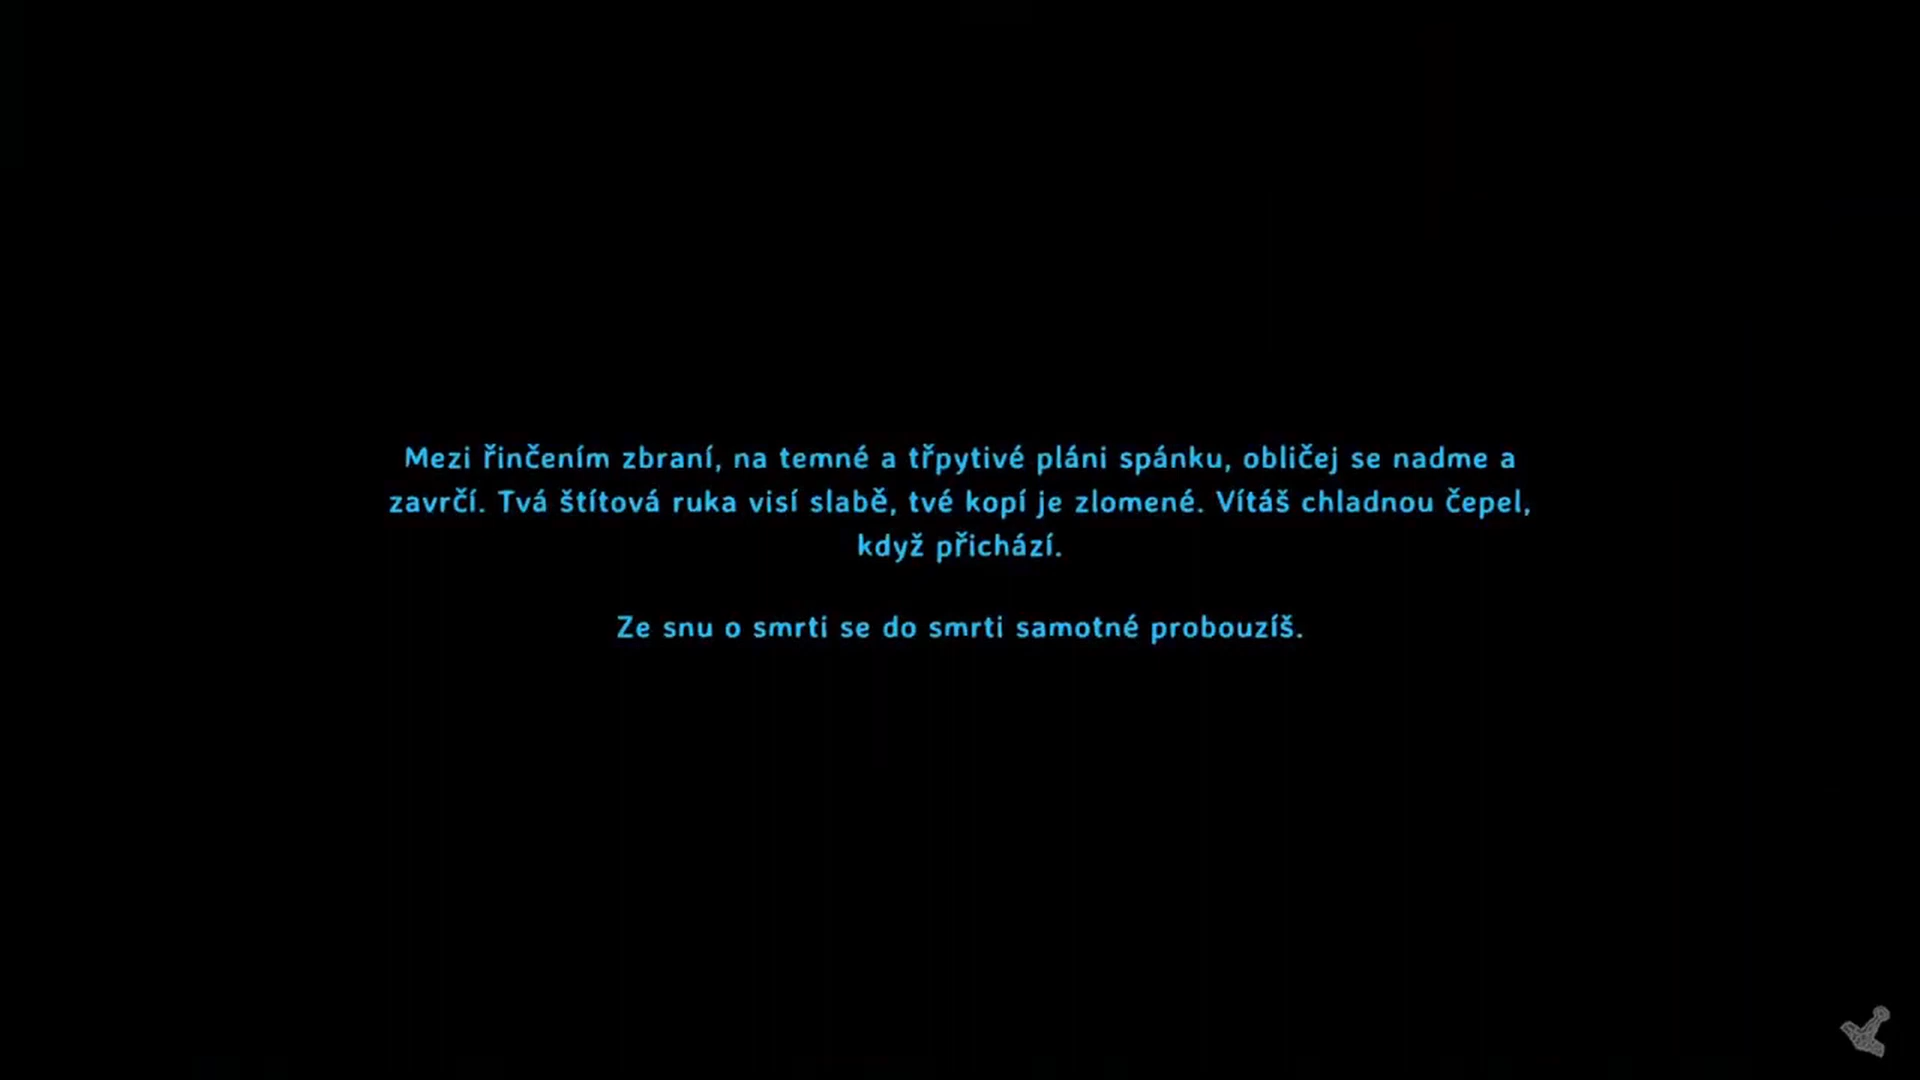 Mezi řinčením zbraní, na temné a třpytivé pláni spánku, obličej se nadme a
zavrčí. Tvá štítová ruka visí slabě, tvé kopí je zlomené. Vítáš chladnou čepel,
když přichází.
Ze snu o smrti se do smrti samotné probouzíš.